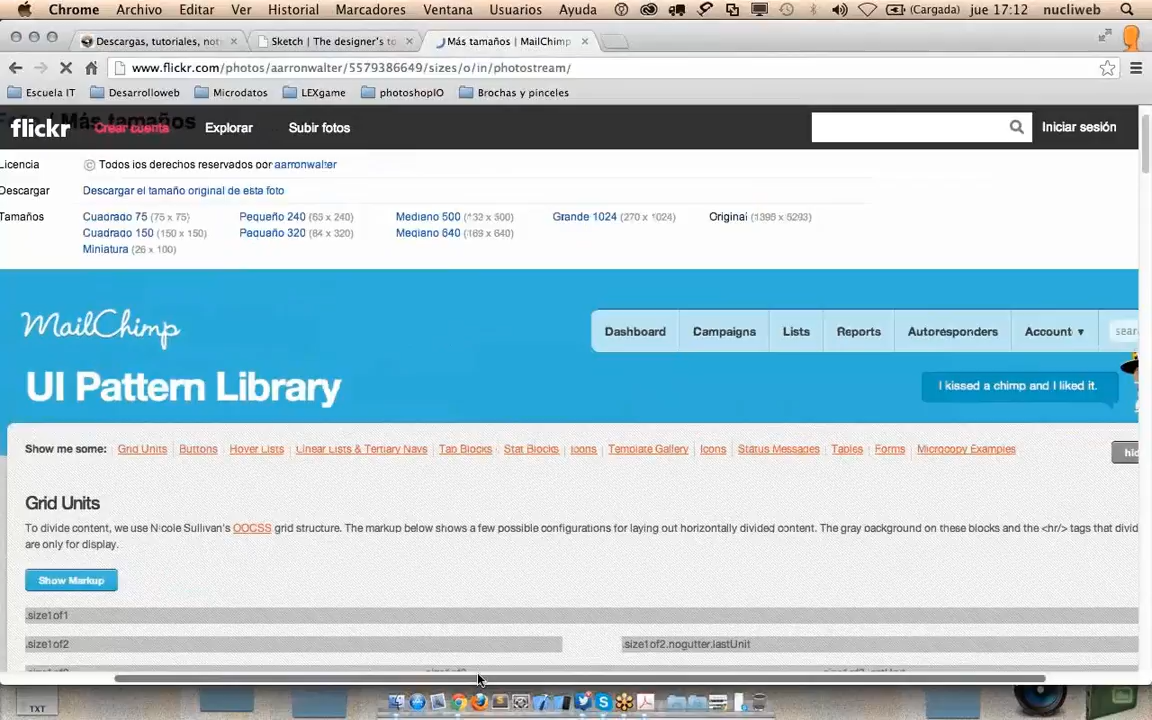 Chrome Archivo Editar Ver Historial Marcadores Ventana Usuarios Ayuda (Cargada) jue 17:12 nucliweb
Descargas, tutoriales, not Sketch | The designer's to Más tamaños | MailChimp
www.flickr.com/photos/aarronwalter/5579386649/sizes/o/in/photostream/
Escuela IT Desarrolloweb Microdatos LEXgame photoshopIO Brochas y pinceles
Más tamaños
flickr Crear cuenta Explorar Subir fotos Iniciar sesión
Licencia © Todos los derechos reservados por aarronwalter
Descargar Descargar el tamaño original de esta foto
Tamaños Cuadrado 75 (75 x 75) Pequeño 240 (63 x 240) Mediano 500 (132 x 500) Grande 1024 (270 x 1024) Original (1395 x 5293)
Cuadrado 150 (150 x 150) Pequeño 320 (84 x 320) Mediano 640 (169 x 640)
Miniatura (26 x 100)
MailChimp
Dashboard Campaigns Lists Reports Autoresponders Account ▾ sear
UI Pattern Library
I kissed a chimp and I liked it.
Show me some: Grid Units Buttons Hover Lists Linear Lists & Tertiary Navs Tab Blocks Stat Blocks Icons Template Gallery Icons Status Messages Tables Forms Microcopy Examples
hid
Grid Units
To divide content, we use Nicole Sullivan's OOCSS grid structure. The markup below shows a few possible configurations for laying out horizontally divided content. The gray background on these blocks and the <hr/> tags that divid
are only for display.
Show Markup
.size1of1
.size1of2 .size1of2.nogutter.lastUnit
TXT